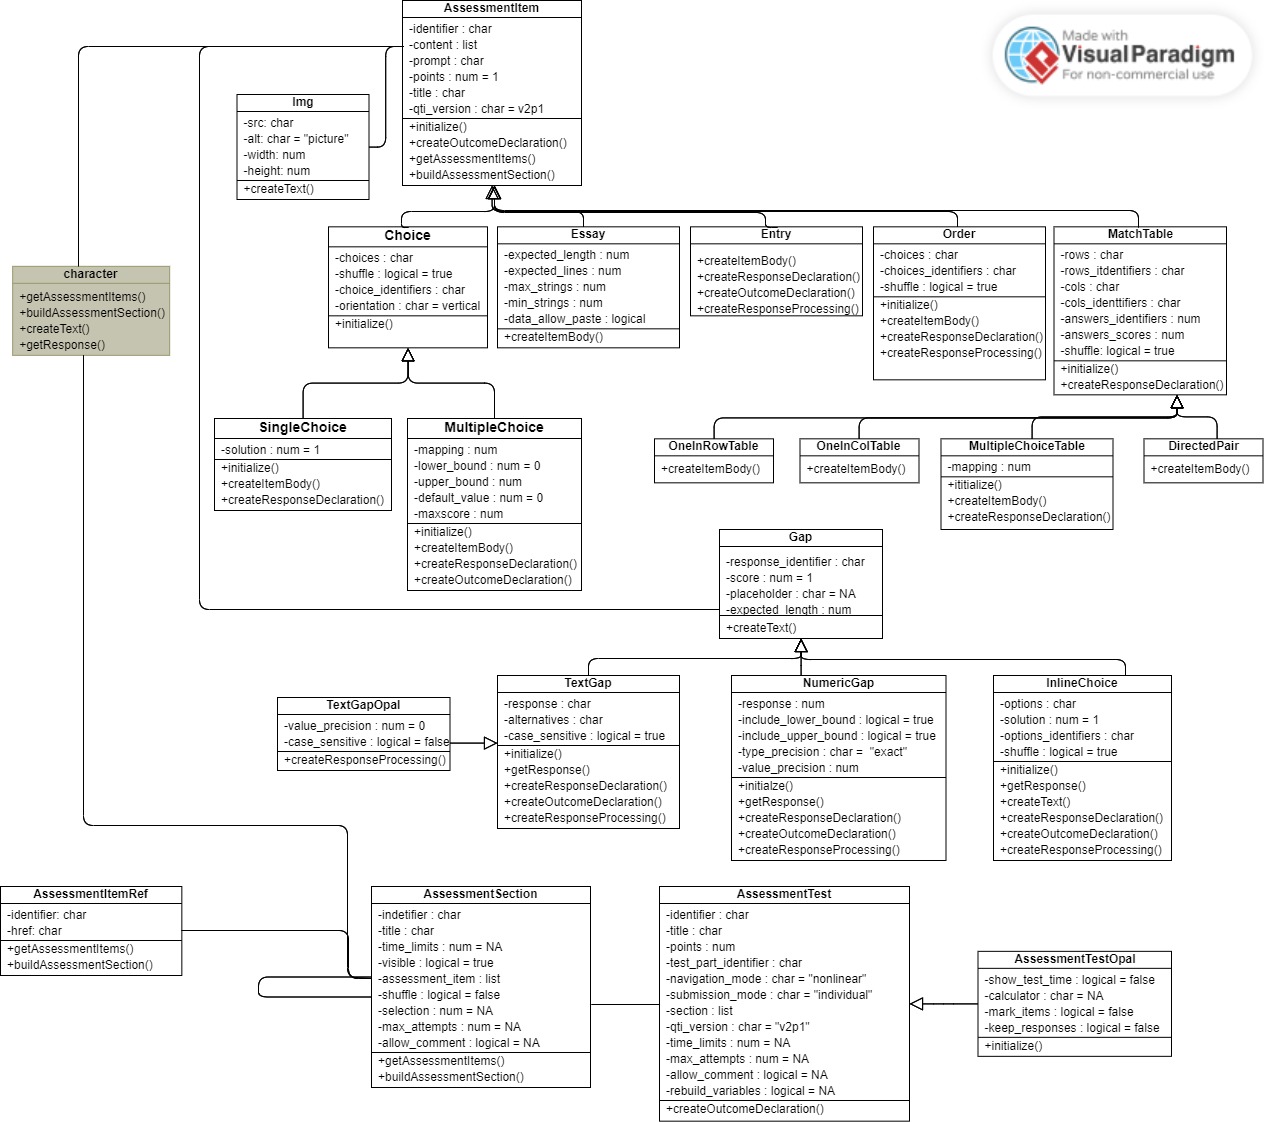 AssessmentItem
-identifier : char
-content : list
-prompt : char
-points : num = 1
-title : char
-qti_version : char = v2p1
+initialize()
+createOutcomeDeclaration()
+getAssessmentItems()
+buildAssessmentSection()
Made with
Visual Paradigm
For non-commercial use
Img
-src: char
-alt: char = "picture"
-width: num
-height: num
+createText()
character
+getAssessmentItems()
+buildAssessmentSection()
+createText()
+getResponse()
Choice
-choices : char
-shuffle : logical = true
-choice_identifiers : char
-orientation : char = vertical
+initialize()
Essay
-expected_length : num
-expected_lines : num
-max_strings : num
-min_strings : num
-data_allow_paste : logical
+createItemBody()
Entry
+createItemBody()
+createResponseDeclaration()
+createOutcomeDeclaration()
+createResponseProcessing()
Order
-choices : char
-choices_identifiers : char
-shuffle : logical = true
+initialize()
+createItemBody()
+createResponseDeclaration()
+createResponseProcessing()
MatchTable
-rows : char
-rows_itdentifiers : char
-cols : char
-cols_identtifiers : char
-answers_identifiers : num
-answers_scores : num
-shuffle: logical = true
+initialize()
+createResponseDeclaration()
SingleChoice
-solution : num = 1
+initialize()
+createItemBody()
+createResponseDeclaration()
MultipleChoice
-mapping : num
-lower_bound : num = 0
-upper_bound : num
-default_value : num = 0
-maxscore : num
+initialize()
+createItemBody()
+createResponseDeclaration()
+createOutcomeDeclaration()
OneInRowTable
+createItemBody()
OneInColTable
+createItemBody()
MultipleChoiceTable
-mapping : num
+ititialize()
+createItemBody()
+createResponseDeclaration()
DirectedPair
+createItemBody()
Gap
-response_identifier : char
-score : num = 1
-placeholder : char = NA
-expected_length : num
+createText()
TextGapOpal
-value_precision : num = 0
-case_sensitive : logical = false
+createResponseProcessing()
TextGap
-response : char
-alternatives : char
-case_sensitive : logical = true
+initialize()
+getResponse()
+createResponseDeclaration()
+createOutcomeDeclaration()
+createResponseProcessing()
NumericGap
-response : num
-include_lower_bound : logical = true
-include_upper_bound : logical = true
-type_precision : char = "exact"
-value_precision : num
+initialze()
+getResponse()
+createResponseDeclaration()
+createOutcomeDeclaration()
+createResponseProcessing()
InlineChoice
-options : char
-solution : num = 1
-options_identifiers : char
-shuffle : logical = true
+initialize()
+getResponse()
+createText()
+createResponseDeclaration()
+createOutcomeDeclaration()
+createResponseProcessing()
AssessmentItemRef
-identifier: char
-href: char
+getAssessmentItems()
+buildAssessmentSection()
AssessmentSection
-indetifier : char
-title : char
-time_limits : num = NA
-visible : logical = true
-assessment_item : list
-shuffle : logical = false
-selection : num = NA
-max_attempts : num = NA
-allow_comment : logical = NA
+getAssessmentItems()
+buildAssessmentSection()
AssessmentTest
-identifier : char
-title : char
-points : num
-test_part_identifier : char
-navigation_mode : char = "nonlinear"
-submission_mode : char = "individual"
-section : list
-qti_version : char = "v2p1"
-time_limits : num = NA
-max_attempts : num = NA
-allow_comment : logical = NA
-rebuild_variables : logical = NA
+createOutcomeDeclaration()
AssessmentTestOpal
-show_test_time : logical = false
-calculator : char = NA
-mark_items : logical = false
-keep_responses : logical = false
+initialize()